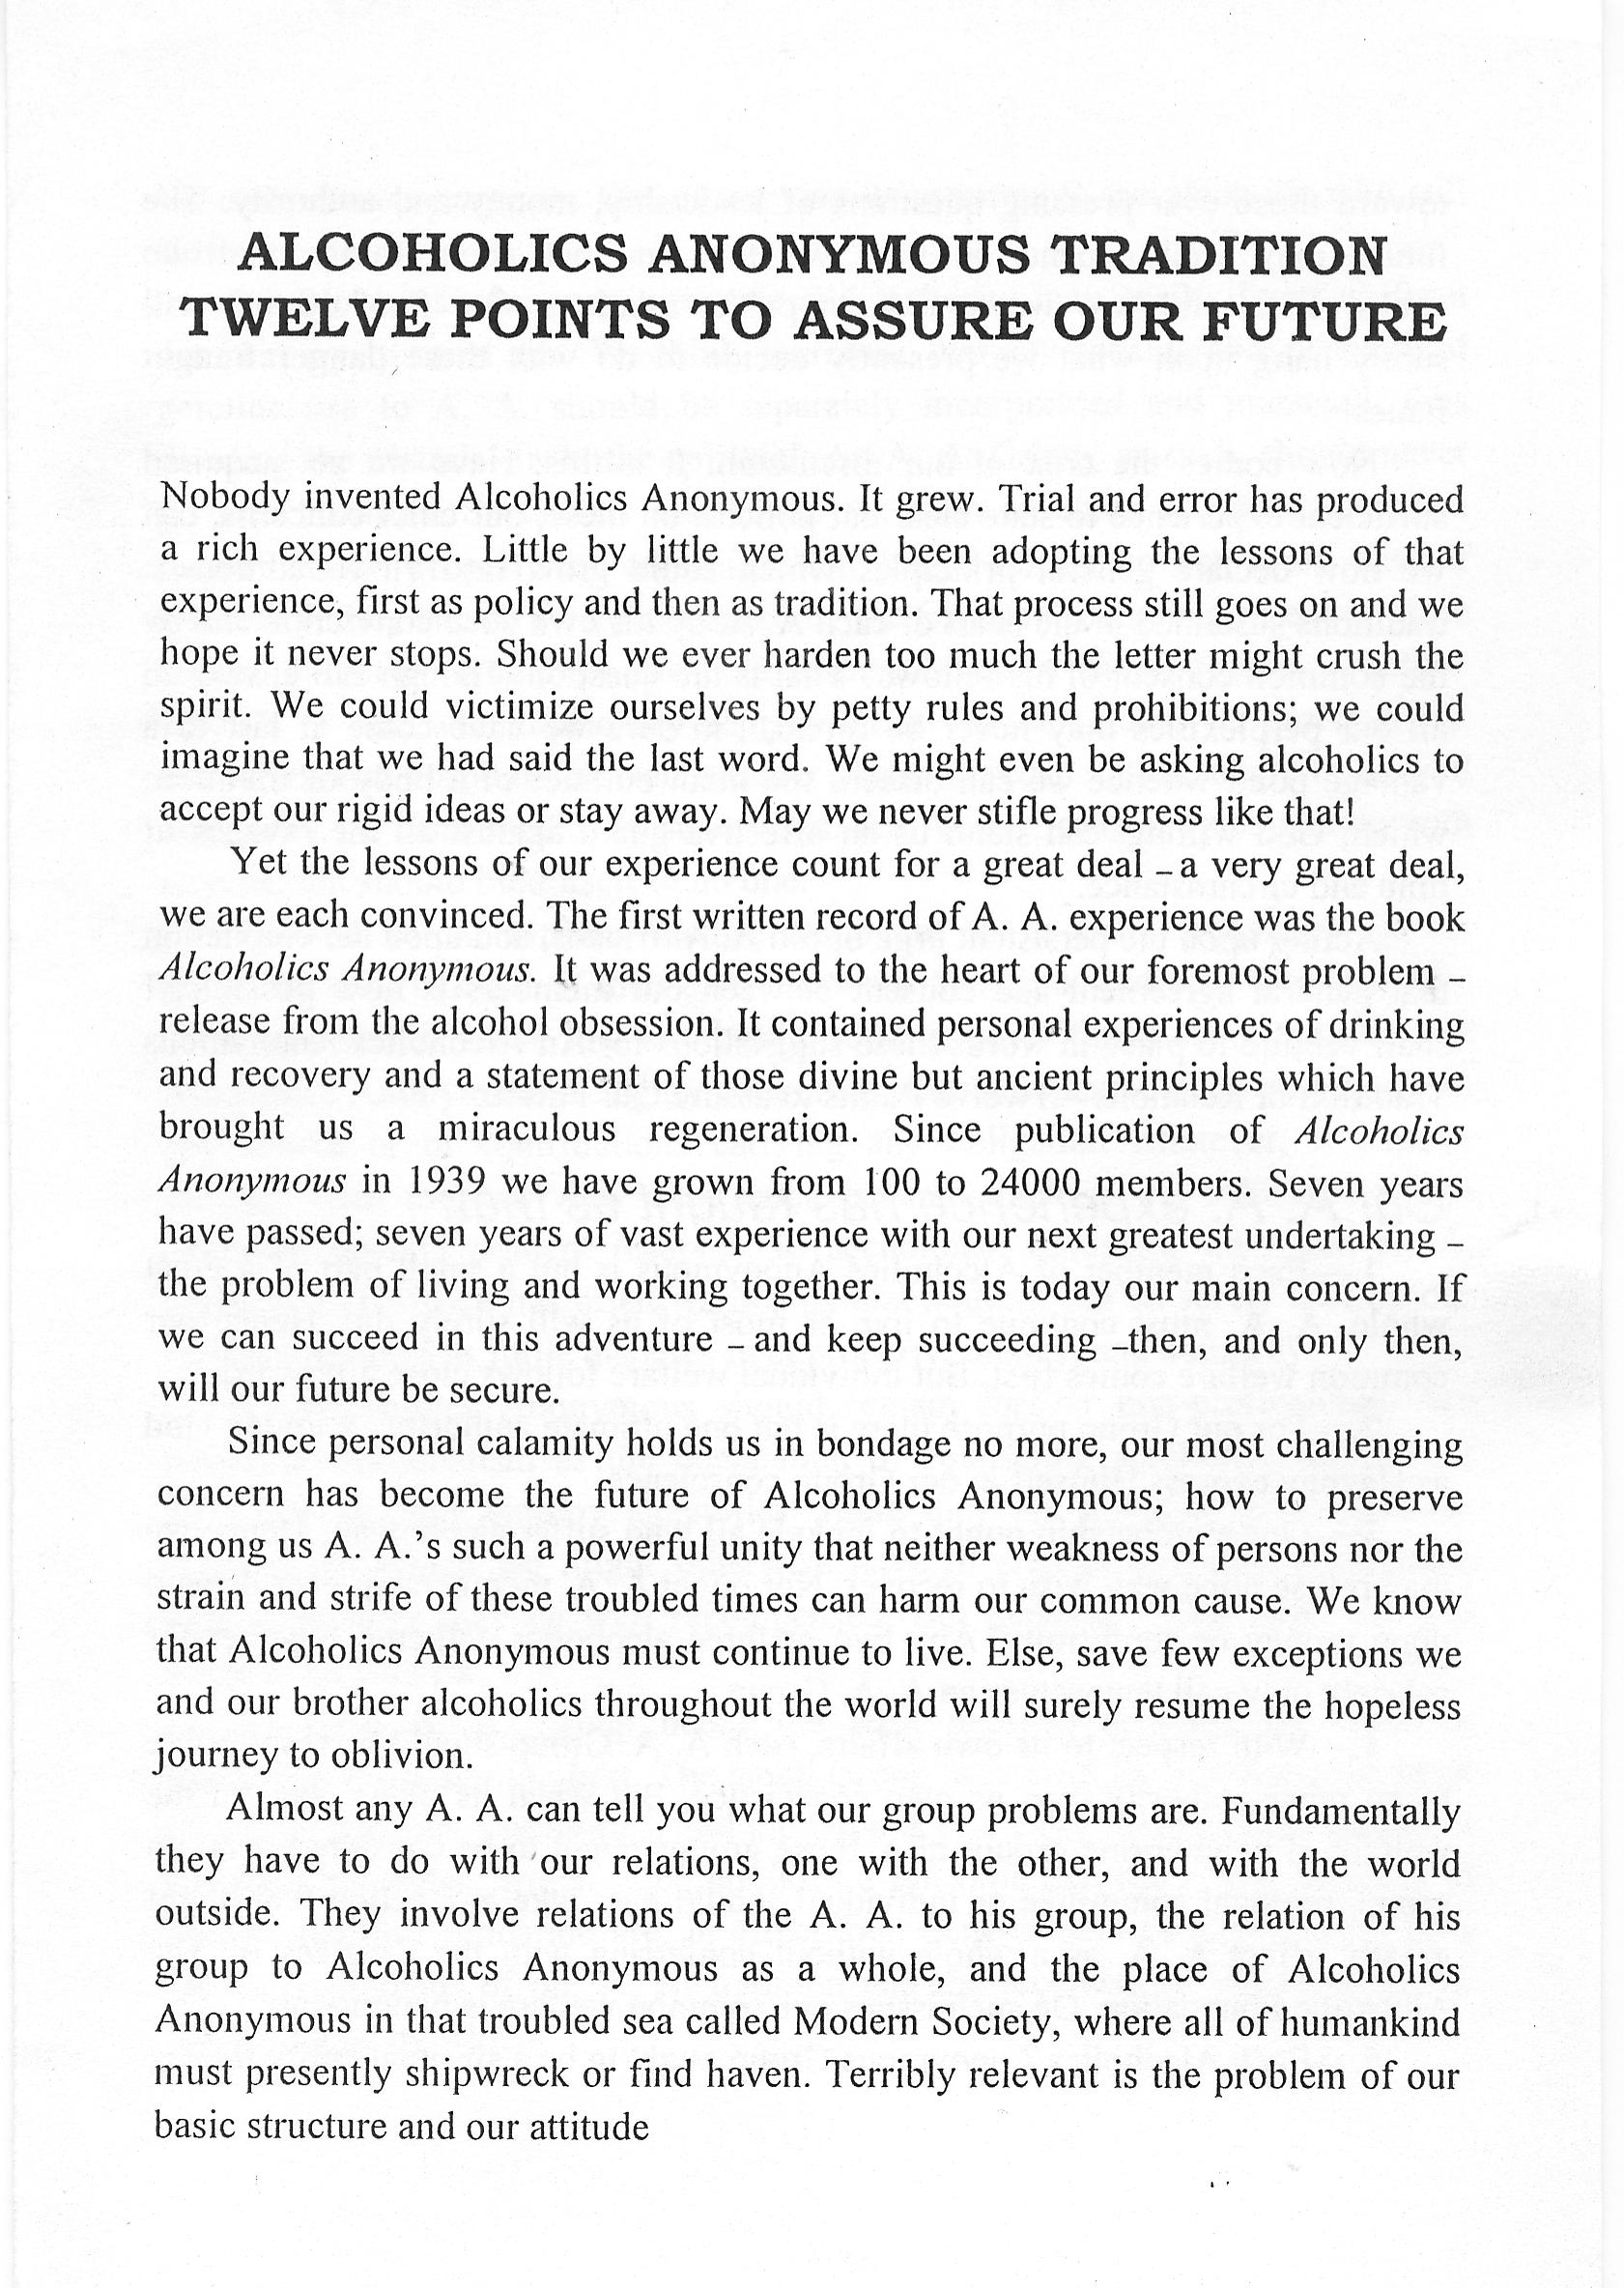 ALCOHOLICS ANONYMOUS TRADITION
TWELVE POINTS TO ASSURE OUR FUTURE
Nobody invented Alcoholics Anonymous. It grew. Trial and error has produced
a rich experience. Little by little we have been adopting the lessons of that
experience, first as policy and then as tradition. That process still goes on and we
hope it never stops. Should we ever harden too much the letter might crush the
spirit. We could victimize ourselves by petty rules and prohibitions; we could
imagine that we had said the last word. We might even be asking alcoholics to
accept our rigid ideas or stay away. May we never stifle progress like that!
Yet the lessons of our experience count for a great deal – a very great deal,
we are each convinced. The first written record of A. A. experience was the book
Alcoholics Anonymous. It was addressed to the heart of our foremost problem –
release from the alcohol obsession. It contained personal experiences of drinking
and recovery and a statement of those divine but ancient principles which have
brought us a miraculous regeneration. Since publication of Alcoholics
Anonymous in 1939 we have grown from 100 to 24000 members. Seven years
have passed; seven years of vast experience with our next greatest undertaking –
the problem of living and working together. This is today our main concern. If
we can succeed in this adventure – and keep succeeding –then, and only then,
will our future be secure.
Since personal calamity holds us in bondage no more, our most challenging
concern has become the future of Alcoholics Anonymous; how to preserve
among us A. A.’s such a powerful unity that neither weakness of persons nor the
strain and strife of these troubled times can harm our common cause. We know
that Alcoholics Anonymous must continue to live. Else, save few exceptions we
and our brother alcoholics throughout the world will surely resume the hopeless
journey to oblivion.
Almost any A. A. can tell you what our group problems are. Fundamentally
they have to do with our relations, one with the other, and with the world
outside. They involve relations of the A. A. to his group, the relation of his
group to Alcoholics Anonymous as a whole, and the place of Alcoholics
Anonymous in that troubled sea called Modern Society, where all of humankind
must presently shipwreck or find haven. Terribly relevant is the problem of our
basic structure and our attitude